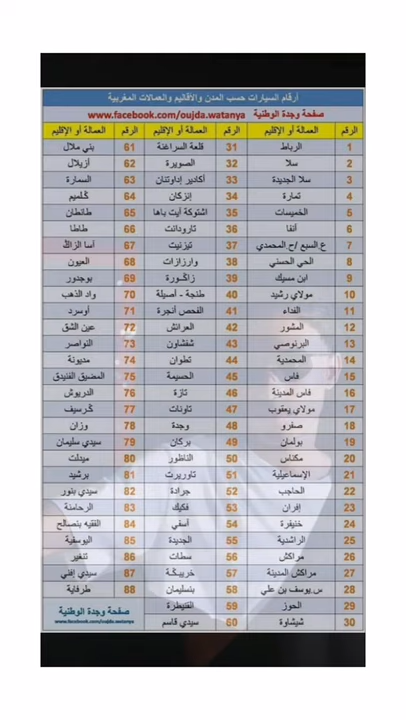 أرقام السيارات حسب المدن والأقاليم والعمالات المغربية
صفحة وجدة الوطنية www.facebook.com/oujda.watanya
الرقم العمالة أو الإقليم الرقم العمالة أو الإقليم الرقم العمالة أو الإقليم
1 الرباط 31 قلعة السراغنة 61 بني ملال
2 سلا 32 الصويرة 62 أزيلال
3 سلا الجديدة 33 أكادير إداوتنان 63 السمارة
4 تمارة 34 إنزكان 64 كلميم
5 الخميسات 35 اشتوكة أيت باها 65 طانطان
6 أنفا 36 تارودانت 66 طاطا
7 ع.السبع /ح المحمدي 37 تيزنيت 67 أسا الزاك
8 الحي الحسني 38 وارزازات 68 العيون
9 ابن مسيك 39 زاكورة 69 بوجدور
10 مولاي رشيد 40 طنجة - أصيلة 70 واد الذهب
11 الفداء 41 الفحص أنجرة 71 أوسرد
12 المشور 42 العرائش 72 عين الشق
13 البرنوصي 43 شفشاون 73 النواصر
14 المحمدية 44 تطوان 74 مديونة
15 فاس 45 الحسيمة 75 المضيق الفنيدق
16 فاس المدينة 46 تازة 76 الدريوش
17 مولاي يعقوب 47 تاونات 77 كرسيف
18 صفرو 48 وجدة 78 وزان
19 بولمان 49 بركان 79 سيدي سليمان
20 مكناس 50 الناظور 80 ميدلت
21 الإسماعيلية 51 تاوريرت 81 برشيد
22 الحاجب 52 جرادة 82 سيدي بنور
23 إفران 53 فكيك 83 الرحامنة
24 خنيفرة 54 أسفي 84 الفقيه بنصالح
25 الراشدية 55 الجديدة 85 اليوسفية
26 مراكش 56 سطات 86 تنغير
27 مراكش المدينة 57 خريبكة 87 سيدي إفني
28 س.يوسف بن علي 58 بنسليمان 88 طرفاية
29 الحوز 59 القنيطرة
30 شيشاوة 60 سيدي قاسم
صفحة وجدة الوطنية
www.facebook.com/oujda.watanya